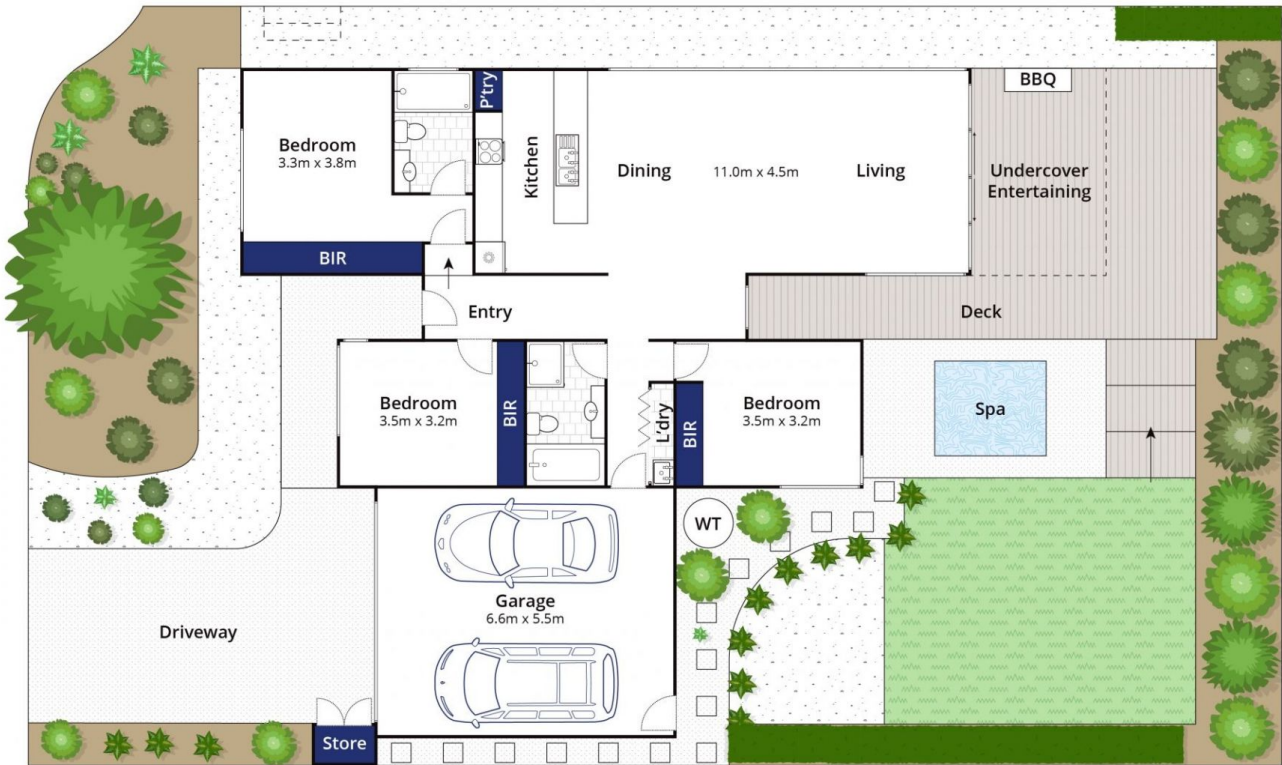 BBQ
P'try
Bedroom
3.3m x 3.8m
Kitchen
Dining
11.0m x 4.5m
Living
Undercover
Entertaining
BIR
Entry
Deck
Bedroom
3.5m x 3.2m
BIR
L'dry
BIR
Bedroom
3.5m x 3.2m
Spa
WT
Garage
6.6m x 5.5m
Driveway
Store